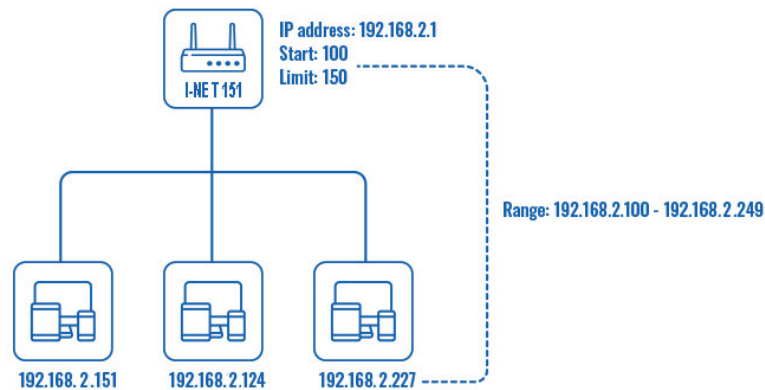 IP address: 192.168.2.1
Start: 100
Limit: 150
I-NET 151
Range: 192.168.2.100 - 192.168.2.249
192.168.2.151
192.168.2.124
192.168.2.227